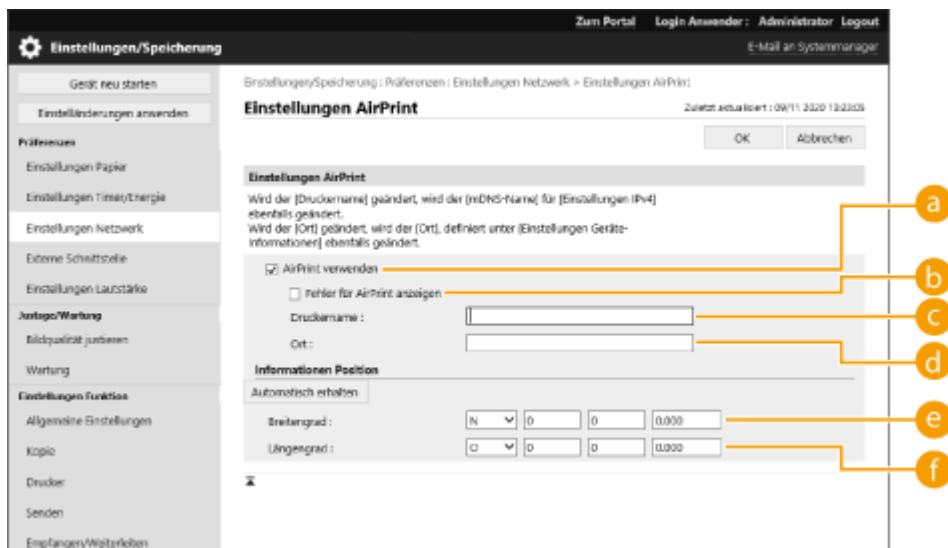 Zum Portal Login Anwender : Administrator Logout
Einstellungen/Speicherung
E-Mail an Systemmanager
Gerät neu starten
Einstelländerungen anwenden
Präferenzen
Einstellungen Papier
Einstellungen Timer/Energie
Einstellungen Netzwerk
Externe Schnittstelle
Einstellungen Lautstärke
Justage/Wartung
Bildqualität justieren
Wartung
Einstellungen Funktion
Allgemeine Einstellungen
Kopie
Drucker
Senden
Empfangen/Weiterleiten
Einstellungen/Speicherung : Präferenzen : Einstellungen Netzwerk > Einstellungen AirPrint
Einstellungen AirPrint
Zuletzt aktualisiert : 09/11 2020 13:23:05
OK Abbrechen
Einstellungen AirPrint
Wird der [Druckername] geändert, wird der [mDNS-Name] für [Einstellungen IPv4]
ebenfalls geändert.
Wird der [Ort] geändert, wird der [Ort], definiert unter [Einstellungen Geräte-
Informationen] ebenfalls geändert.
AirPrint verwenden
a
Fehler für AirPrint anzeigen
b
Druckername :
c
Ort :
d
Informationen Position
Automatisch erhalten
Breitengrad : N 0 0 0.000
e
Längengrad : O 0 0 0.000
f